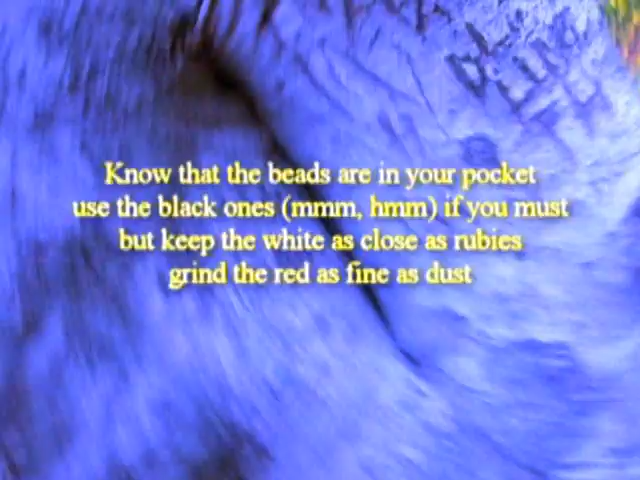 Know that the beads are in your pocket
use the black ones (mmm, hmm) if you must
but keep the white as close as rubies
grind the red as fine as dust